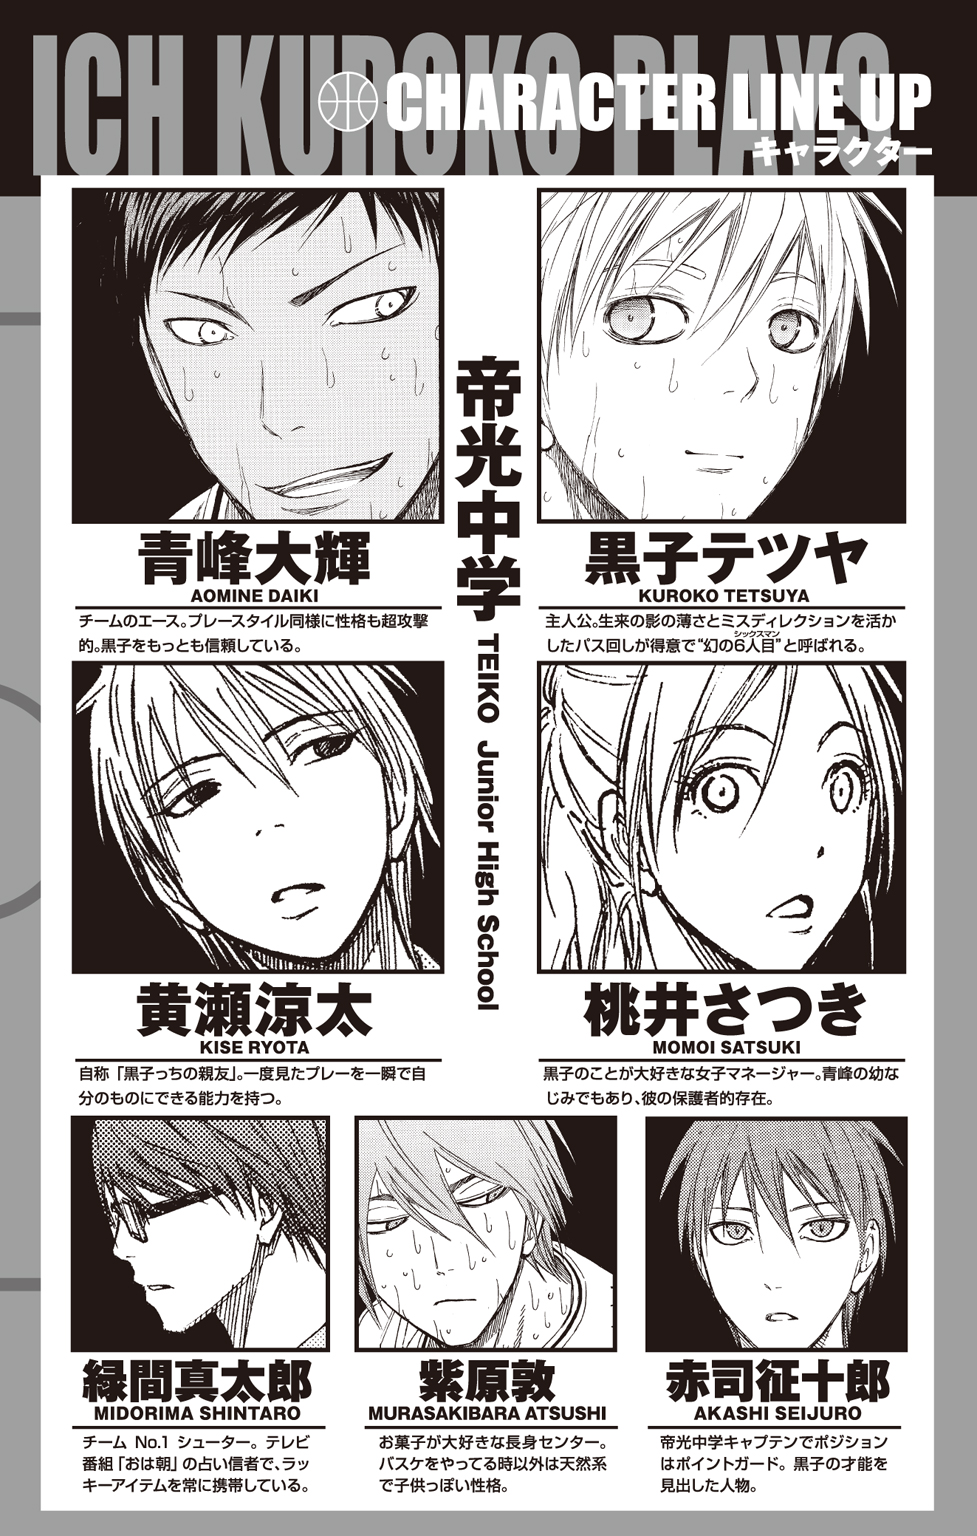 ICH KUROKO PLAYS
CHARACTER LINE UP
キャラクター
帝光中学 TEIKO Junior High School
黒子テツヤ
KUROKO TETSUYA
主人公。生来の影の薄さとミスディレクションを活か
シックスマン
したパス回しが得意で“幻の6人目”と呼ばれる。
青峰大輝
AOMINE DAIKI
チームのエース。プレースタイル同様に性格も超攻撃
的。黒子をもっとも信頼している。
桃井さつき
MOMOI SATSUKI
黒子のことが大好きな女子マネージャー。青峰の幼な
じみでもあり、彼の保護者的存在。
黄瀬涼太
KISE RYOTA
自称「黒子っちの親友」。一度見たプレーを一瞬で自
分のものにできる能力を持つ。
赤司征十郎
AKASHI SEIJURO
帝光中学キャプテンでポジション
はポイントガード。黒子の才能を
見出した人物。
紫原敦
MURASAKIBARA ATSUSHI
お菓子が大好きな長身センター。
バスケをやってる時以外は天然系
で子供っぽい性格。
緑間真太郎
MIDORIMA SHINTARO
チーム No.1 シューター。テレビ
番組「おは朝」の占い信者で、ラッ
キーアイテムを常に携帯している。